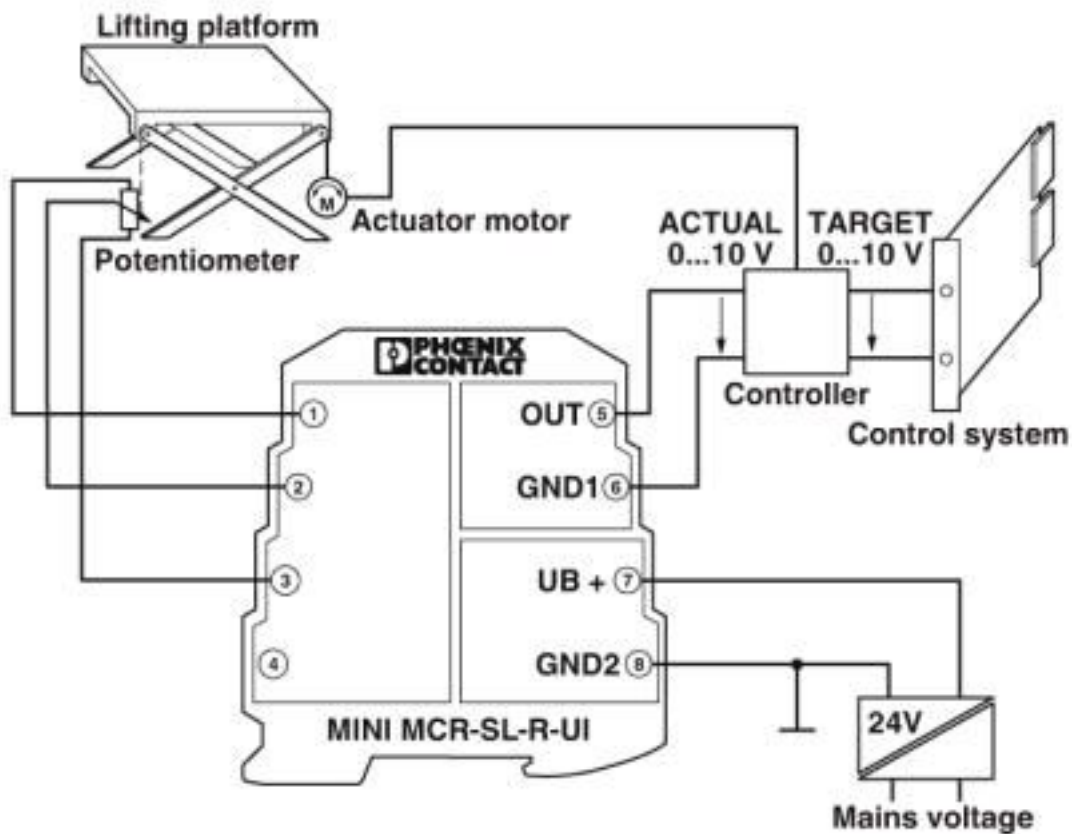 Lifting platform
M
Actuator motor
Potentiometer
ACTUAL
0...10 V
TARGET
0...10 V
Controller
Control system
PHŒNIX
CONTACT
1
2
3
4
OUT 5
GND1 6
UB + 7
GND2 8
MINI MCR-SL-R-UI
24V
Mains voltage